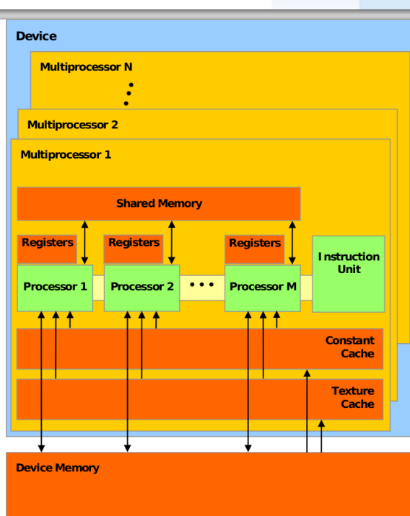 Device
Multiprocessor N
Multiprocessor 2
Multiprocessor 1
Shared Memory
Registers Registers Registers
Instruction
Unit
Processor 1 Processor 2 ••• Processor M
Constant
Cache
Texture
Cache
Device Memory